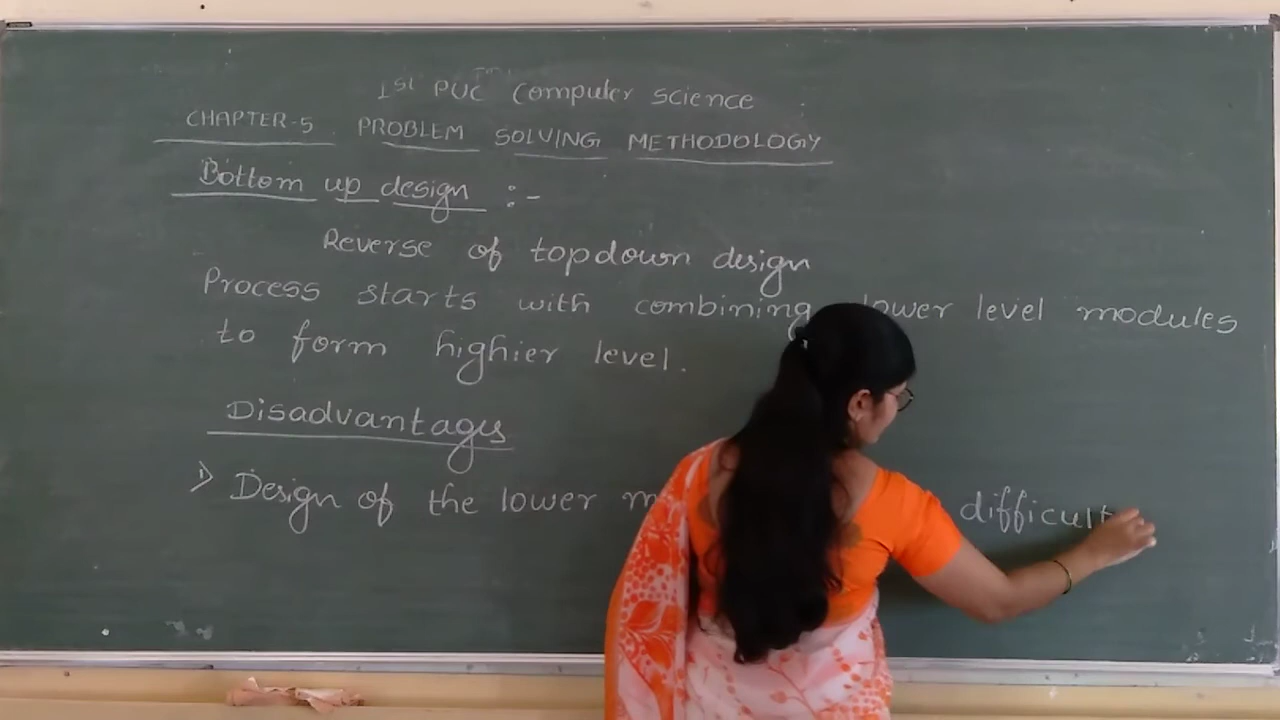 1st PUC Computer science
CHAPTER-5 PROBLEM SOLVING METHODOLOGY
Bottom up design :-
Reverse of topdown design
Process starts with combining lower level modules
to form highier level.
Disadvantages
1> Design of the lower difficult